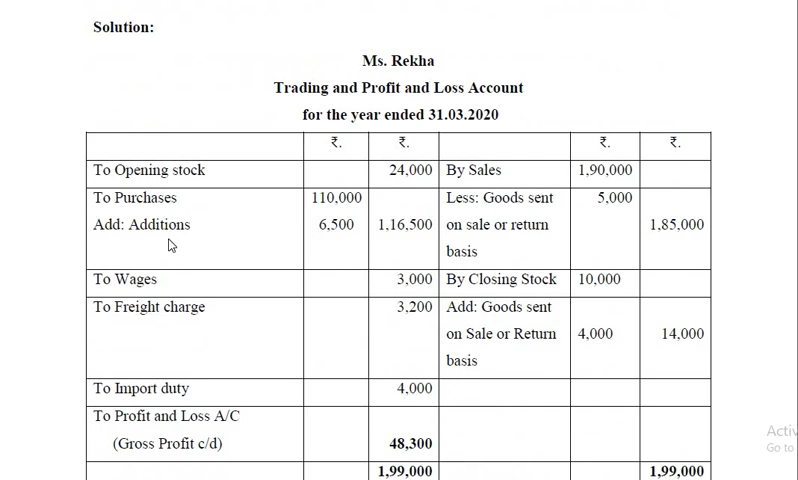 Solution:
Ms. Rekha
Trading and Profit and Loss Account
for the year ended 31.03.2020
₹. ₹. ₹. ₹.
To Opening stock 24,000 By Sales 1,90,000
To Purchases 110,000 Less: Goods sent 5,000
Add: Additions 6,500 1,16,500 on sale or return 1,85,000
basis
To Wages 3,000 By Closing Stock 10,000
To Freight charge 3,200 Add: Goods sent
on Sale or Return 4,000 14,000
basis
To Import duty 4,000
To Profit and Loss A/C
(Gross Profit c/d) 48,300
1,99,000 1,99,000
Activ
Go to